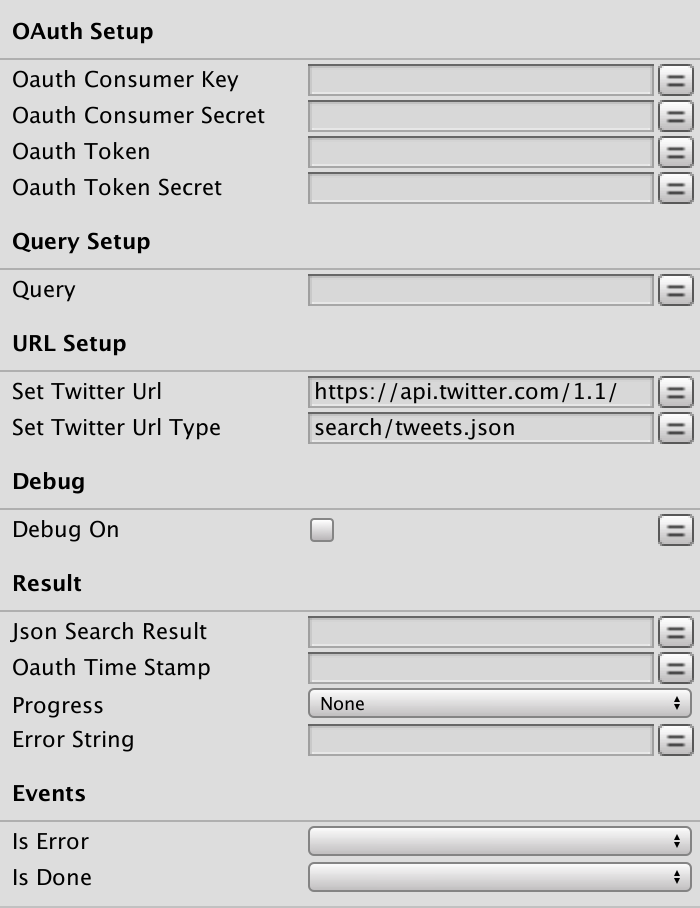 OAuth Setup
Oauth Consumer Key
Oauth Consumer Secret
Oauth Token
Oauth Token Secret
Query Setup
Query
URL Setup
Set Twitter Url https://api.twitter.com/1.1/
Set Twitter Url Type search/tweets.json
Debug
Debug On
Result
Json Search Result
Oauth Time Stamp
Progress None
Error String
Events
Is Error
Is Done